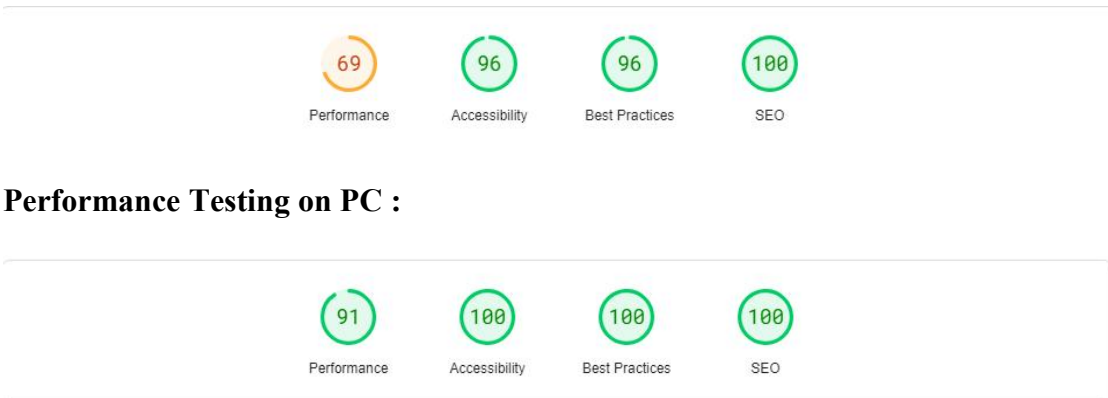 69 96 96 100
Performance Accessibility Best Practices SEO
Performance Testing on PC :
91 100 100 100
Performance Accessibility Best Practices SEO